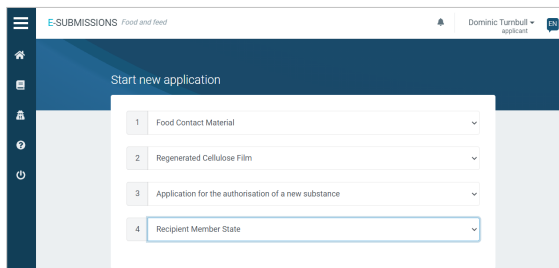 E-SUBMISSIONS Food and feed
Dominic Turnbull
applicant
EN
Start new application
1 Food Contact Material
2 Regenerated Cellulose Film
3 Application for the authorisation of a new substance
4 Recipient Member State